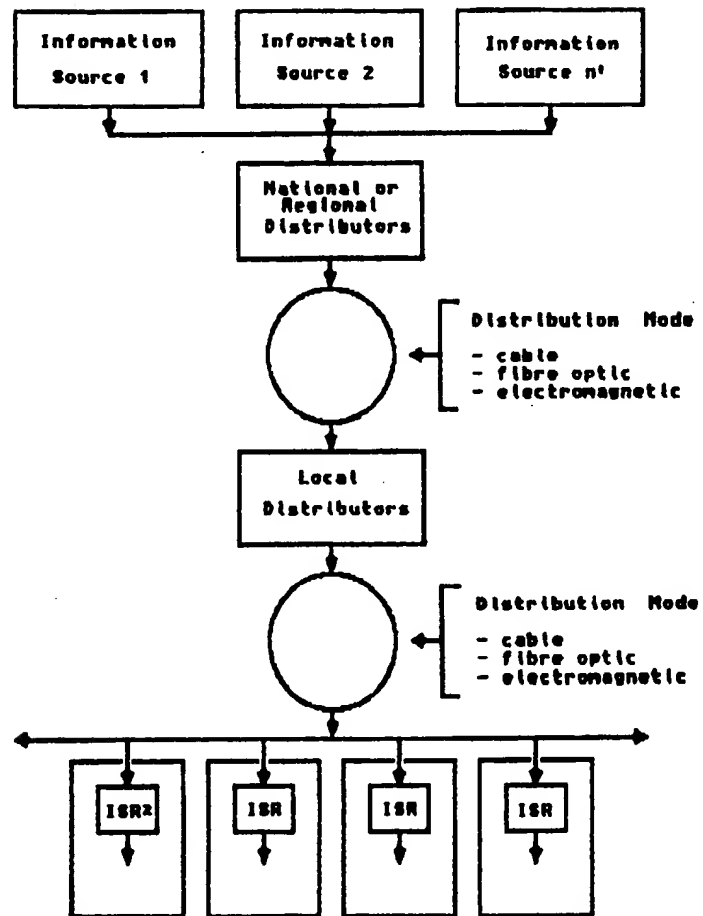 Information
Source 1
Information
Source 2
Information
Source n¹
National or
Regional
Distributors
Distribution Mode
- cable
- fibre optic
- electromagnetic
Local
Distributors
Distribution Mode
- cable
- fibre optic
- electromagnetic
ISR²
ISR
ISR
ISR